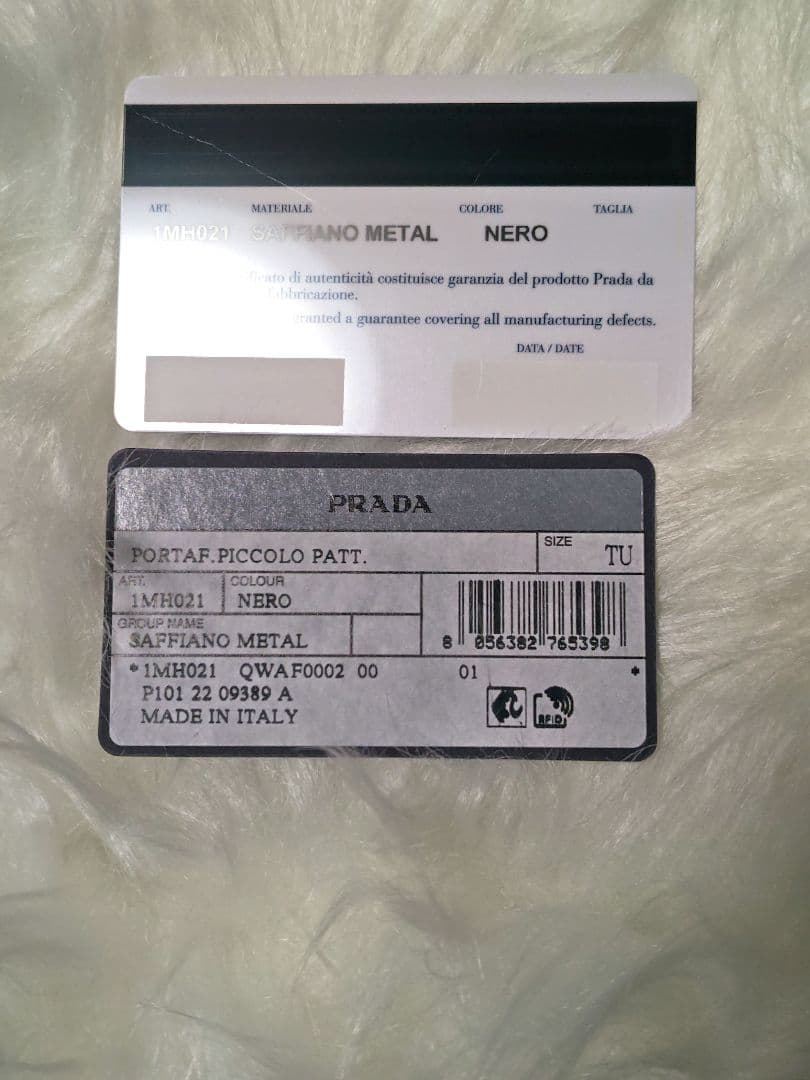 ART. MATERIALE COLORE TAGLIA
1MH021 SAFFIANO METAL NERO
di autenticità costituisce garanzia del prodotto Prada da
fabbricazione.
granted a guarantee covering all manufacturing defects.
DATA / DATE
PRADA
PORTAF.PICCOLO PATT.
SIZE TU
ART. COLOUR
1MH021 NERO
GROUP NAME
SAFFIANO METAL
8 056382 765398
*1MH021 QWAF0002 00 01 *
P101 22 09389 A
MADE IN ITALY
RFID